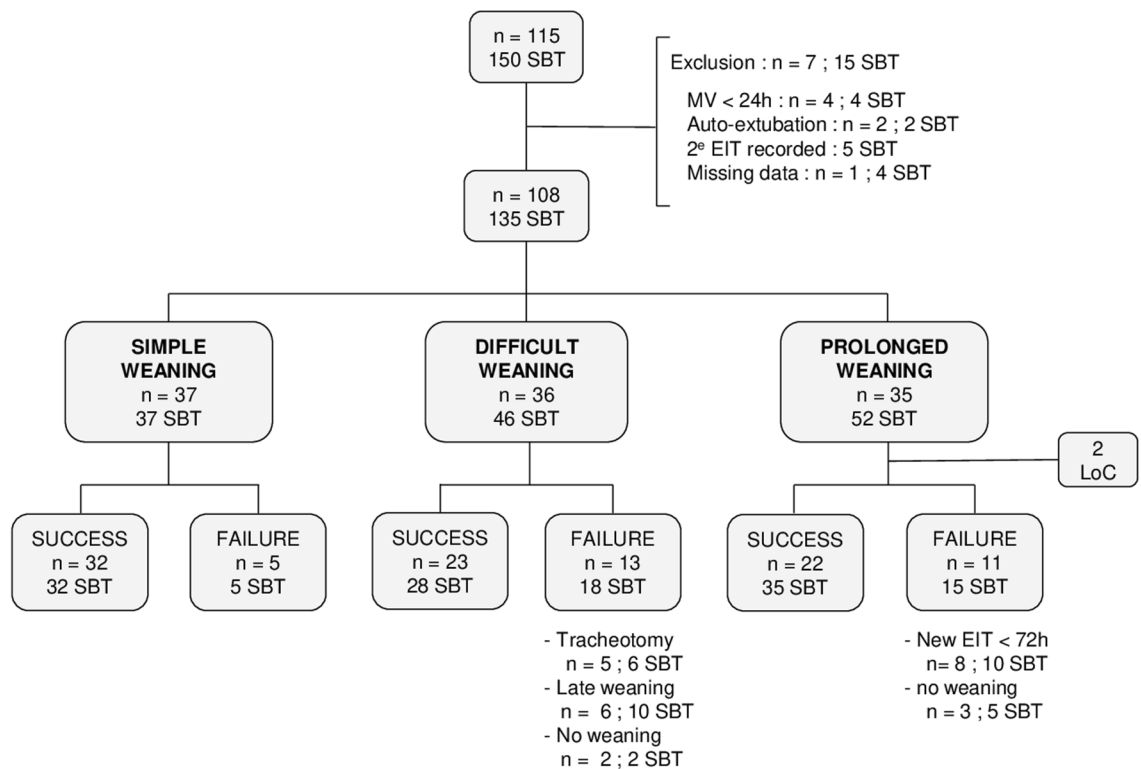 n = 115
150 SBT
Exclusion : n = 7 ; 15 SBT
MV < 24h : n = 4 ; 4 SBT
Auto-extubation : n = 2 ; 2 SBT
2ᵉ EIT recorded : 5 SBT
Missing data : n = 1 ; 4 SBT
n = 108
135 SBT
SIMPLE
WEANING
n = 37
37 SBT
DIFFICULT
WEANING
n = 36
46 SBT
PROLONGED
WEANING
n = 35
52 SBT
2
LoC
SUCCESS
n = 32
32 SBT
FAILURE
n = 5
5 SBT
SUCCESS
n = 23
28 SBT
FAILURE
n = 13
18 SBT
SUCCESS
n = 22
35 SBT
FAILURE
n = 11
15 SBT
- Tracheotomy
n = 5 ; 6 SBT
- Late weaning
n = 6 ; 10 SBT
- No weaning
n = 2 ; 2 SBT
- New EIT < 72h
n= 8 ; 10 SBT
- no weaning
n = 3 ; 5 SBT